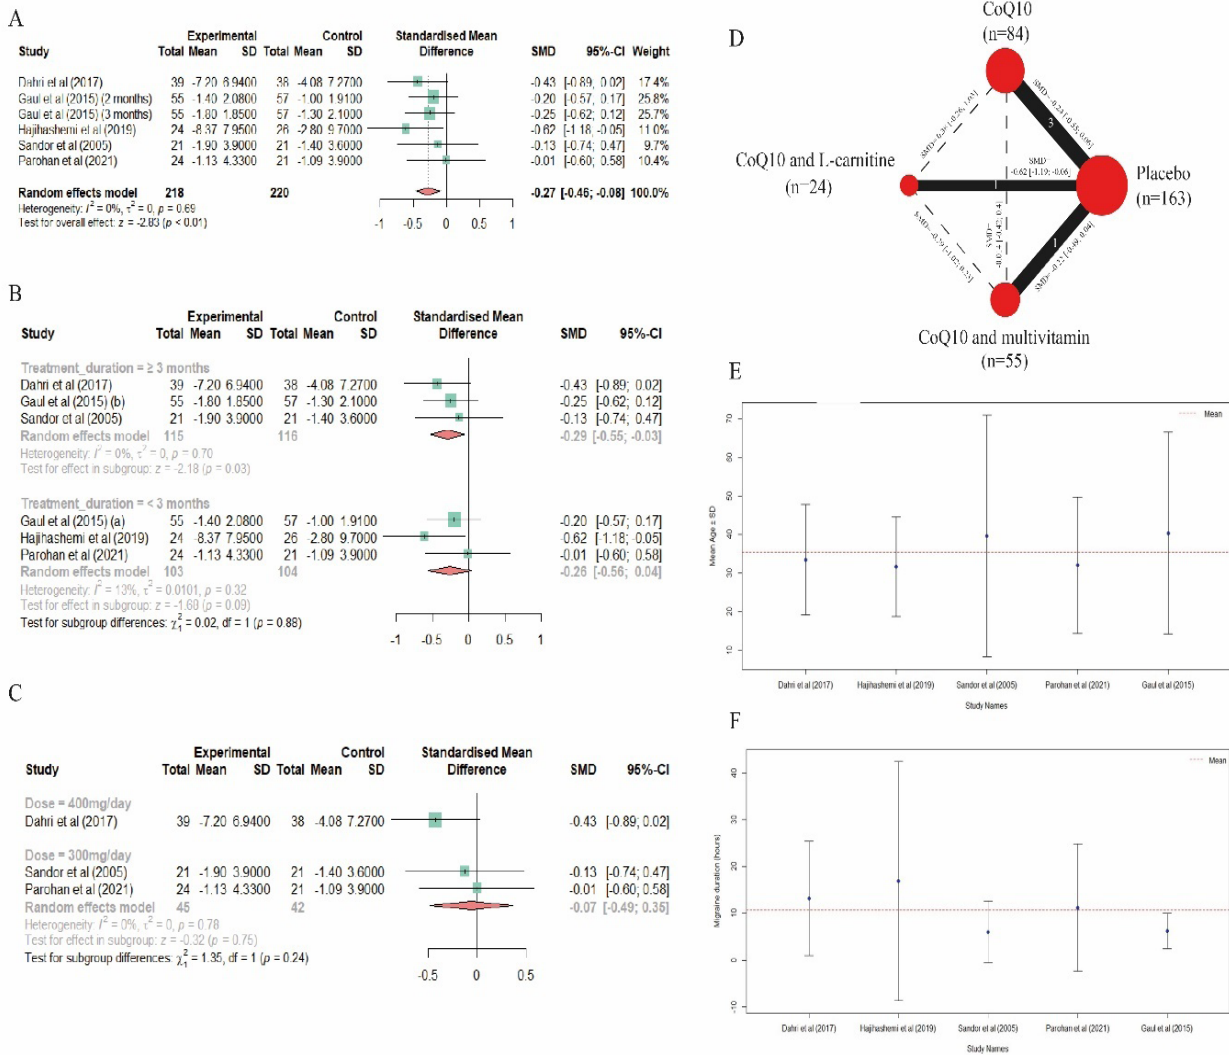 A
Experimental Control Standardised Mean
Study Total Mean SD Total Mean SD Difference SMD 95%-CI Weight
Dahri et al (2017) 39 -7.20 6.9400 38 -4.08 7.2700 -0.43 [-0.89; 0.02] 17.4%
Gaul et al (2015) (2 months) 55 -1.40 2.0800 57 -1.00 1.9100 -0.20 [-0.57; 0.17] 25.8%
Gaul et al (2015) (3 months) 55 -1.80 1.8500 57 -1.30 2.1000 -0.25 [-0.62; 0.12] 25.7%
Hajihashemi et al (2019) 24 -8.37 7.9500 26 -2.80 9.7000 -0.62 [-1.18; -0.05] 11.0%
Sandor et al (2005) 21 -1.90 3.9000 21 -1.40 3.6000 -0.13 [-0.74; 0.47] 9.7%
Parohan et al (2021) 24 -1.13 4.3300 21 -1.09 3.9000 -0.01 [-0.60; 0.58] 10.4%
Random effects model 218 220 -0.27 [-0.46; -0.08] 100.0%
Heterogeneity: I² = 0%, τ² = 0, p = 0.69
Test for overall effect: z = -2.83 (p < 0.01)
-1 -0.5 0 0.5 1
B
Experimental Control Standardised Mean
Study Total Mean SD Total Mean SD Difference SMD 95%-CI
Treatment_duration = ≥ 3 months
Dahri et al (2017) 39 -7.20 6.9400 38 -4.08 7.2700 -0.43 [-0.89; 0.02]
Gaul et al (2015) (b) 55 -1.80 1.8500 57 -1.30 2.1000 -0.25 [-0.62; 0.12]
Sandor et al (2005) 21 -1.90 3.9000 21 -1.40 3.6000 -0.13 [-0.74; 0.47]
Random effects model 115 116 -0.29 [-0.55; -0.03]
Heterogeneity: I² = 0%, τ² = 0, p = 0.70
Test for effect in subgroup: z = -2.18 (p = 0.03)
Treatment_duration = < 3 months
Gaul et al (2015) (a) 55 -1.40 2.0800 57 -1.00 1.9100 -0.20 [-0.57; 0.17]
Hajihashemi et al (2019) 24 -8.37 7.9500 26 -2.80 9.7000 -0.62 [-1.18; -0.05]
Parohan et al (2021) 24 -1.13 4.3300 21 -1.09 3.9000 -0.01 [-0.60; 0.58]
Random effects model 103 104 -0.26 [-0.56; 0.04]
Heterogeneity: I² = 13%, τ² = 0.0101, p = 0.32
Test for effect in subgroup: z = -1.68 (p = 0.09)
Test for subgroup differences: χ²₁ = 0.02, df = 1 (p = 0.88)
-1 -0.5 0 0.5 1
C
Experimental Control Standardised Mean
Study Total Mean SD Total Mean SD Difference SMD 95%-CI
Dose = 400mg/day
Dahri et al (2017) 39 -7.20 6.9400 38 -4.08 7.2700 -0.43 [-0.89; 0.02]
Dose = 300mg/day
Sandor et al (2005) 21 -1.90 3.9000 21 -1.40 3.6000 -0.13 [-0.74; 0.47]
Parohan et al (2021) 24 -1.13 4.3300 21 -1.09 3.9000 -0.01 [-0.60; 0.58]
Random effects model 45 42 -0.07 [-0.49; 0.35]
Heterogeneity: I² = 0%, τ² = 0, p = 0.78
Test for effect in subgroup: z = -0.32 (p = 0.75)
Test for subgroup differences: χ²₁ = 1.35, df = 1 (p = 0.24)
-0.5 0 0.5
D
CoQ10
(n=84)
3
CoQ10 and L-carnitine
(n=24)
SMD=
-0.62 [-1.19; -0.06]
1
Placebo
(n=163)
SMD=
1
CoQ10 and multivitamin
(n=55)
E
Mean
Mean Age ± SD
70
60
50
40
30
20
10
Dahri et al (2017) Hajihashemi et al (2019) Sandor et al (2005) Parohan et al (2021) Gaul et al (2015)
Study Names
F
Mean
Migraine duration (hours)
40
30
20
10
0
-10
Dahri et al (2017) Hajihashemi et al (2019) Sandor et al (2005) Parohan et al (2021) Gaul et al (2015)
Study Names